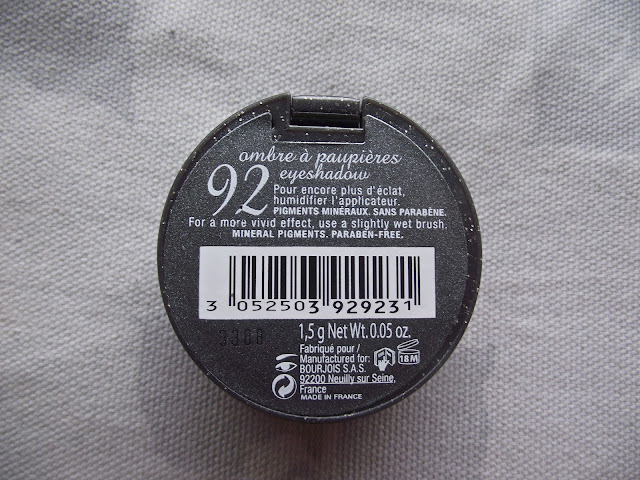 ombre à paupières
eyeshadow
92
Pour encore plus d'éclat,
humidifier l'applicateur.
PIGMENTS MINÉRAUX. SANS PARABÈNE.
For a more vivid effect, use a slightly wet brush.
MINERAL PIGMENTS. PARABEN-FREE.
3 052503 929231
3308
1,5 g Net Wt. 0.05 oz.
Fabriqué pour /
Manufactured for:
BOURJOIS S.A.S.
92200 Neuilly sur Seine,
France
MADE IN FRANCE
18M